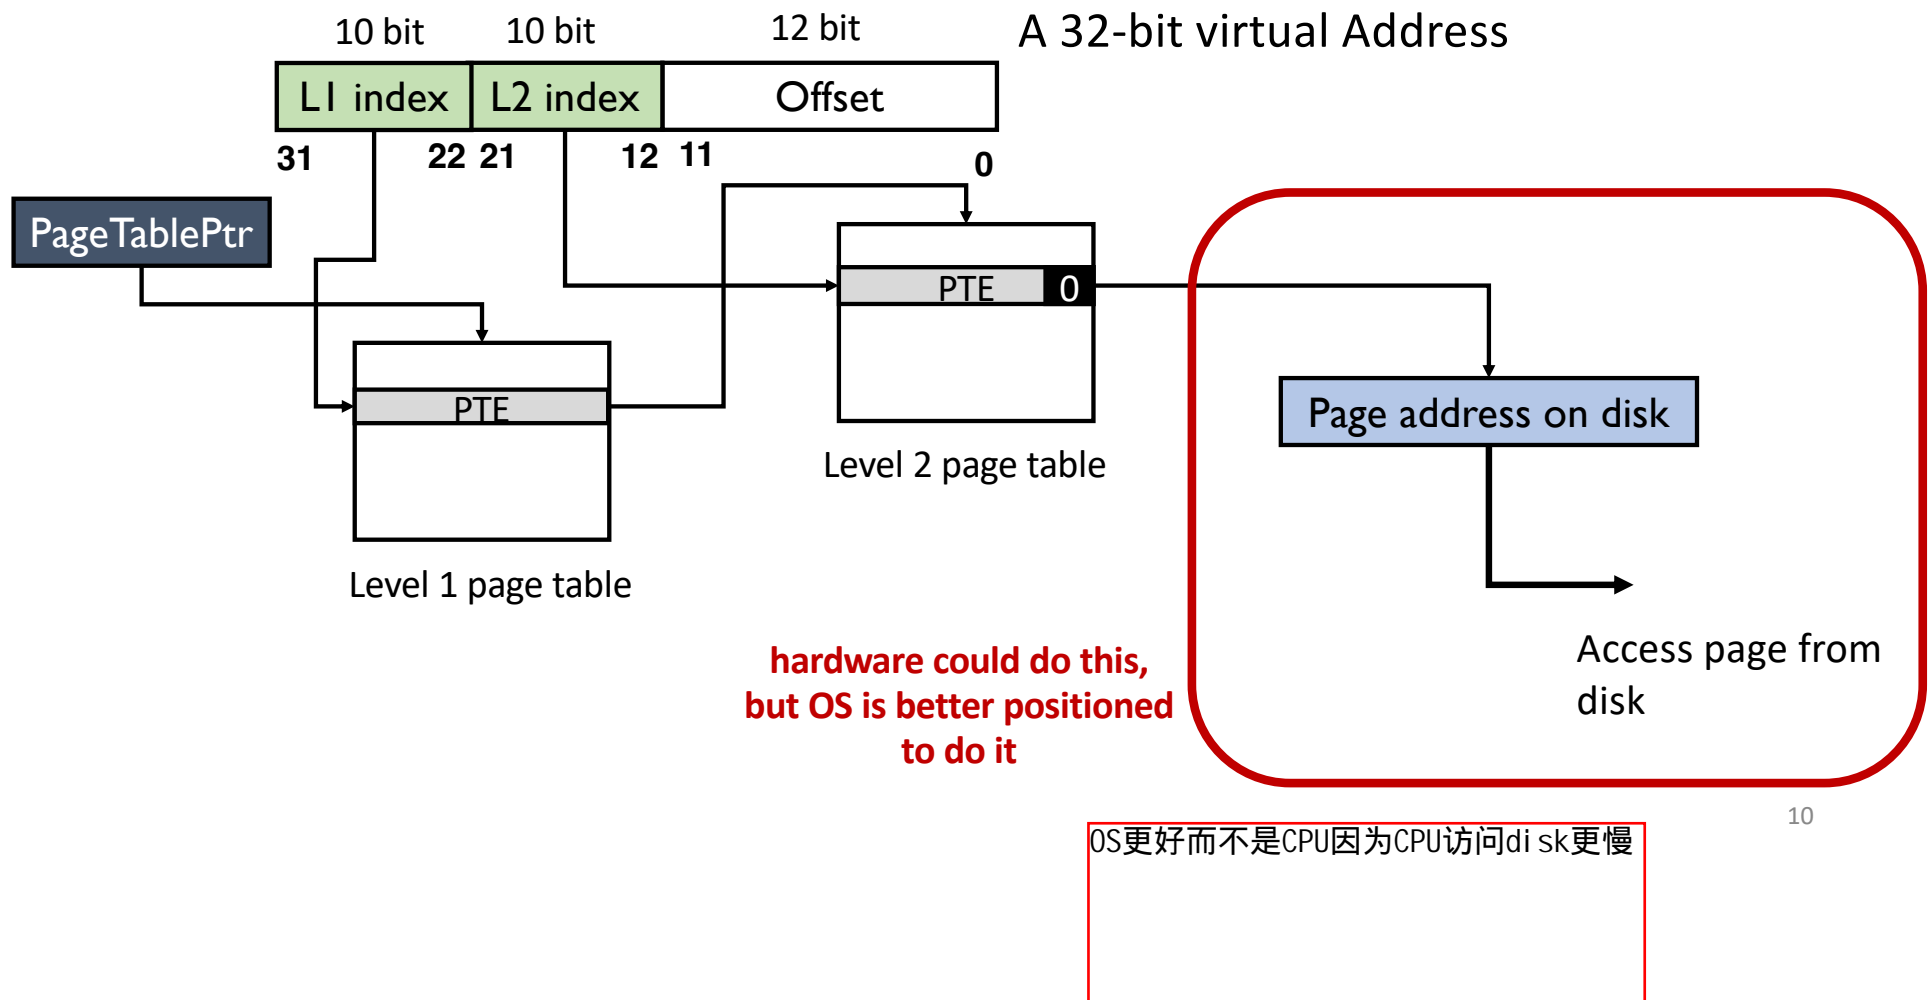 10 bit
10 bit
12 bit
A 32-bit virtual Address
L1 index
L2 index
Offset
31
22
21
12
11
0
PageTablePtr
PTE
0
PTE
Page address on disk
Level 2 page table
Level 1 page table
hardware could do this,
but OS is better positioned
to do it
Access page from
disk
10
OS更好而不是CPU因为CPU访问disk更慢